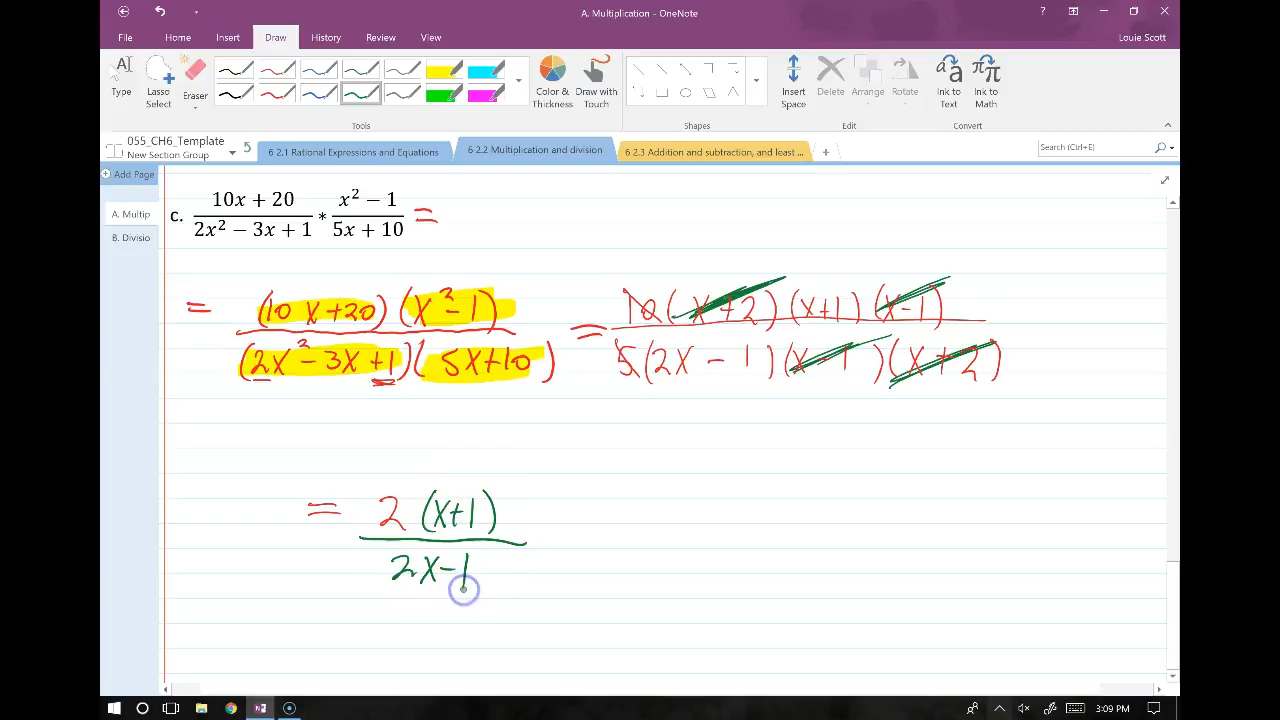 A. Multiplication - OneNote
?
File Home Insert Draw History Review View
Louie Scott
Type
Lasso Select
Eraser
Color & Thickness
Draw with Touch
Insert Space
Delete
Arrange
Rotate
Ink to Text
Ink to Math
Tools
Shapes
Edit
Convert
055_CH6_Template
New Section Group
6 2.1 Rational Expressions and Equations
6 2.2 Multiplication and division
6 2.3 Addition and subtraction, and least ...
+
Search (Ctrl+E)
Add Page
A. Multip
B. Divisio
c. (10x + 20)/(2x² − 3x + 1) * (x² − 1)/(5x + 10) =
= (10x+20)(x²-1)/(2x²-3x+1)(5x+10) = 10(x+2)(x+1)(x-1)/5(2x-1)(x-1)(x+2)
= 2(x+1)/2x-1
3:09 PM